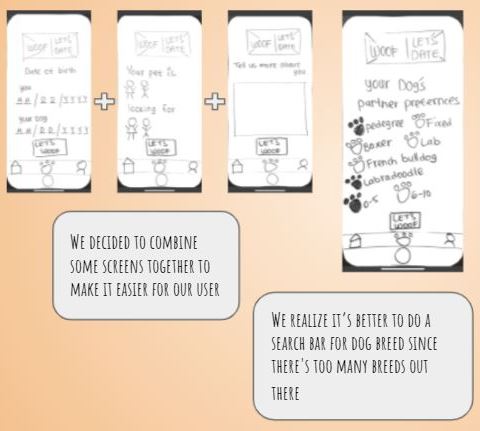 WOOF LET'S DATE
Date of birth
you
MM/DD/YYYY
your Dog
MM/DD/YYYY
LET'S WOOF
+
WOOF LET'S DATE
Your pet is
looking for
LET'S WOOF
+
WOOF LET'S DATE
Tell us more about
you
LET'S WOOF
WOOF LET'S DATE
your Dog's
partner preferences
pedegree Fixed
Boxer Lab
French bulldog
Labradoodle
0-5 6-10
LET'S WOOF
WE DECIDED TO COMBINE
SOME SCREENS TOGETHER TO
MAKE IT EASIER FOR OUR USER
WE REALIZE IT'S BETTER TO DO A
SEARCH BAR FOR DOG BREED SINCE
THERE'S TOO MANY BREEDS OUT
THERE